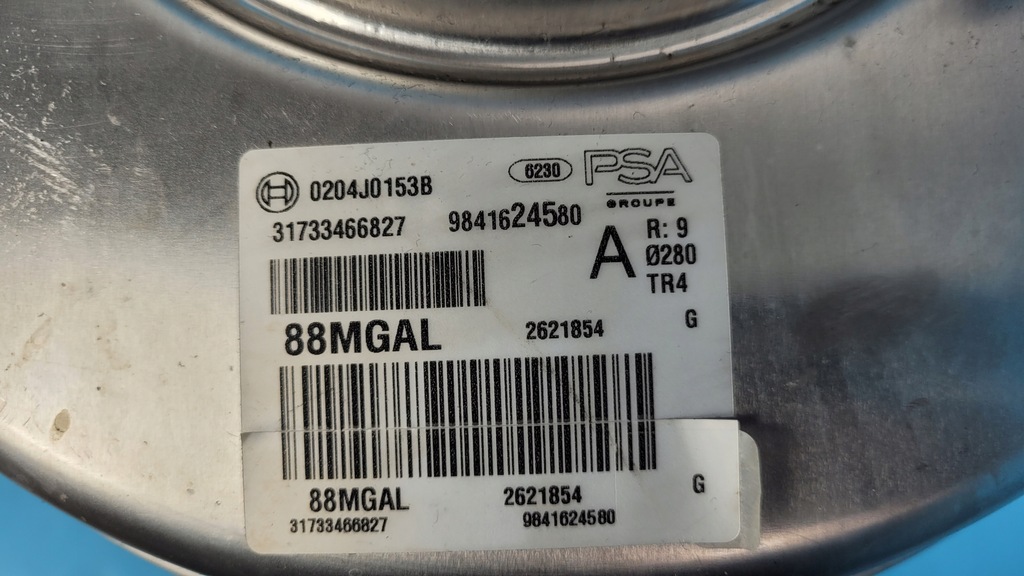 0204J0153B 6230 PSA
GROUPE
31733466827 9841624580
A R: 9
Ø280
TR4
88MGAL 2621854 G
88MGAL 2621854 G
31733466827 9841624580